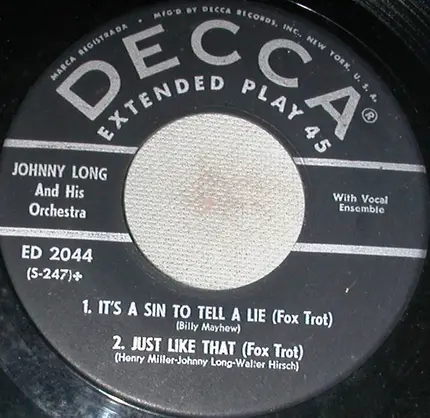 MARCA REGISTRADA • MF'D BY DECCA RECORDS, INC., NEW YORK, U. S. A.
DECCA®
EXTENDED PLAY 45
JOHNNY LONG
And His
Orchestra
With Vocal
Ensemble
ED 2044
(S-247)+
1. IT'S A SIN TO TELL A LIE (Fox Trot)
(Billy Mayhew)
2. JUST LIKE THAT (Fox Trot)
(Henry Miller-Johnny Long-Walter Hirsch)